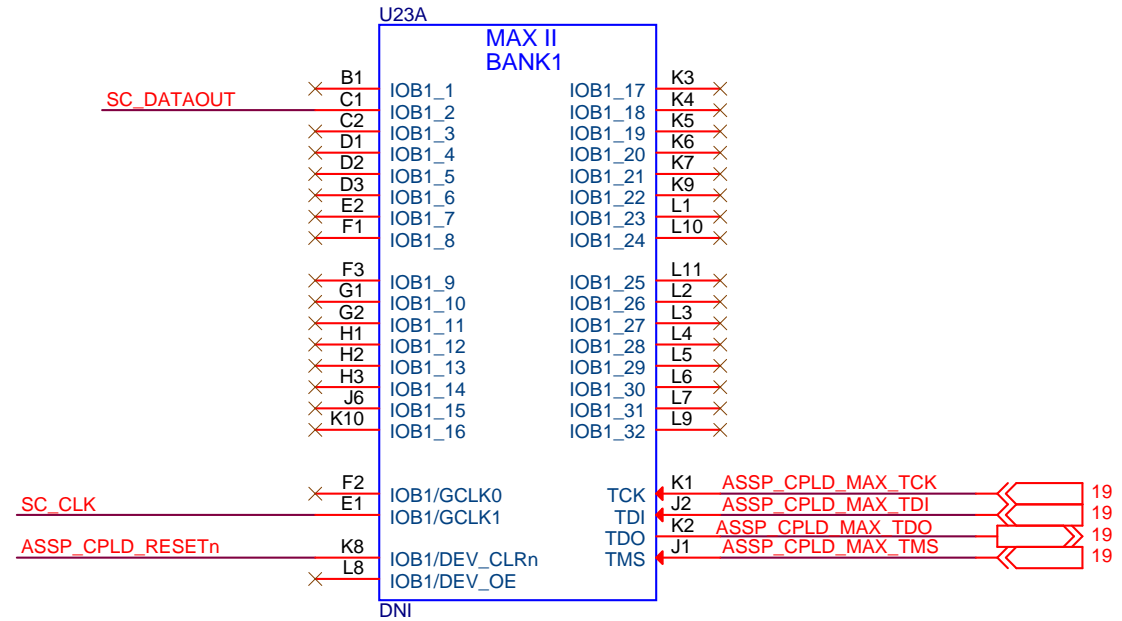 U23A
MAX II
BANK1
B1 IOB1_1 IOB1_17 K3
SC_DATAOUT C1 IOB1_2 IOB1_18 K4
C2 IOB1_3 IOB1_19 K5
D1 IOB1_4 IOB1_20 K6
D2 IOB1_5 IOB1_21 K7
D3 IOB1_6 IOB1_22 K9
E2 IOB1_7 IOB1_23 L1
F1 IOB1_8 IOB1_24 L10
F3 IOB1_9 IOB1_25 L11
G1 IOB1_10 IOB1_26 L2
G2 IOB1_11 IOB1_27 L3
H1 IOB1_12 IOB1_28 L4
H2 IOB1_13 IOB1_29 L5
H3 IOB1_14 IOB1_30 L6
J6 IOB1_15 IOB1_31 L7
K10 IOB1_16 IOB1_32 L9
F2 IOB1/GCLK0 TCK K1 ASSP_CPLD_MAX_TCK 19
SC_CLK E1 IOB1/GCLK1 TDI J2 ASSP_CPLD_MAX_TDI 19
TDO K2 ASSP_CPLD_MAX_TDO 19
ASSP_CPLD_RESETn K8 IOB1/DEV_CLRn TMS J1 ASSP_CPLD_MAX_TMS 19
L8 IOB1/DEV_OE
DNI